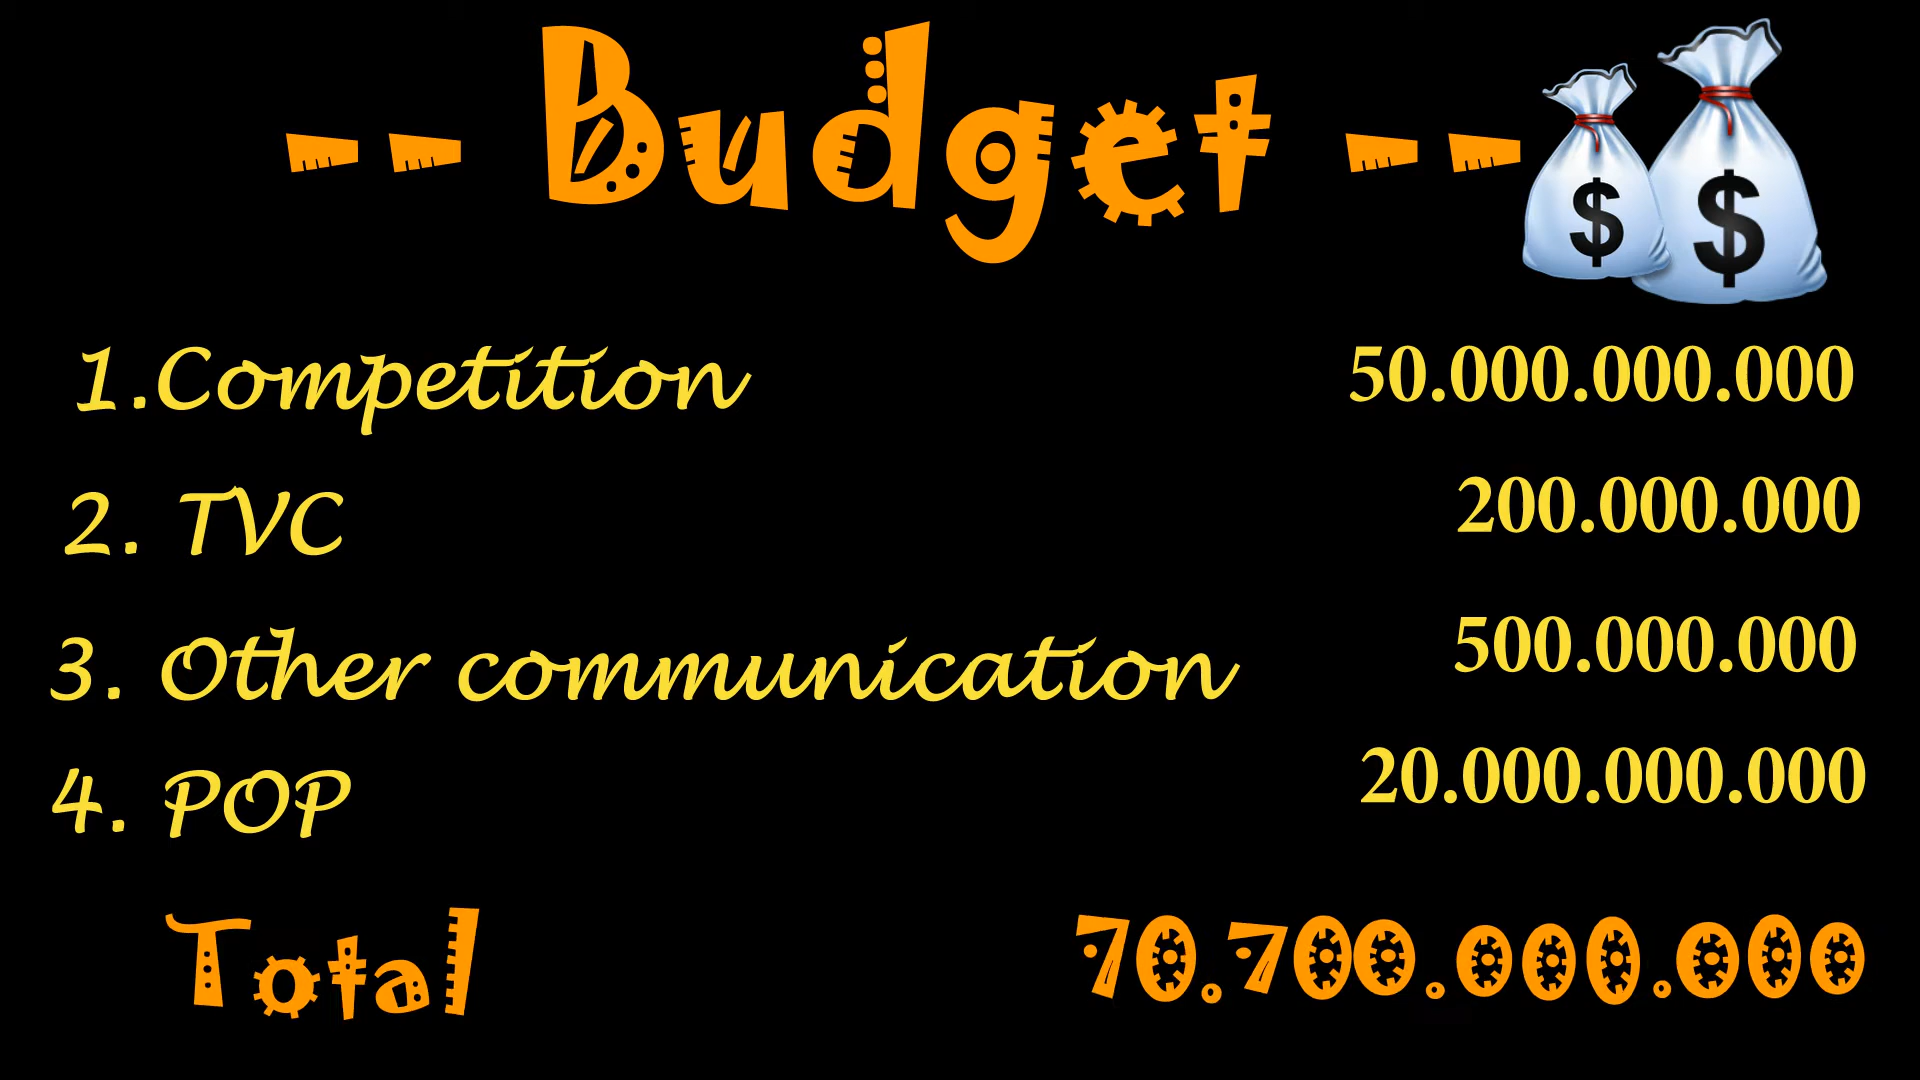 -- Budget --
$ $
1.Competition 50.000.000.000
2. TVC 200.000.000
3. Other communication 500.000.000
4. POP 20.000.000.000
Total 70.700.000.000